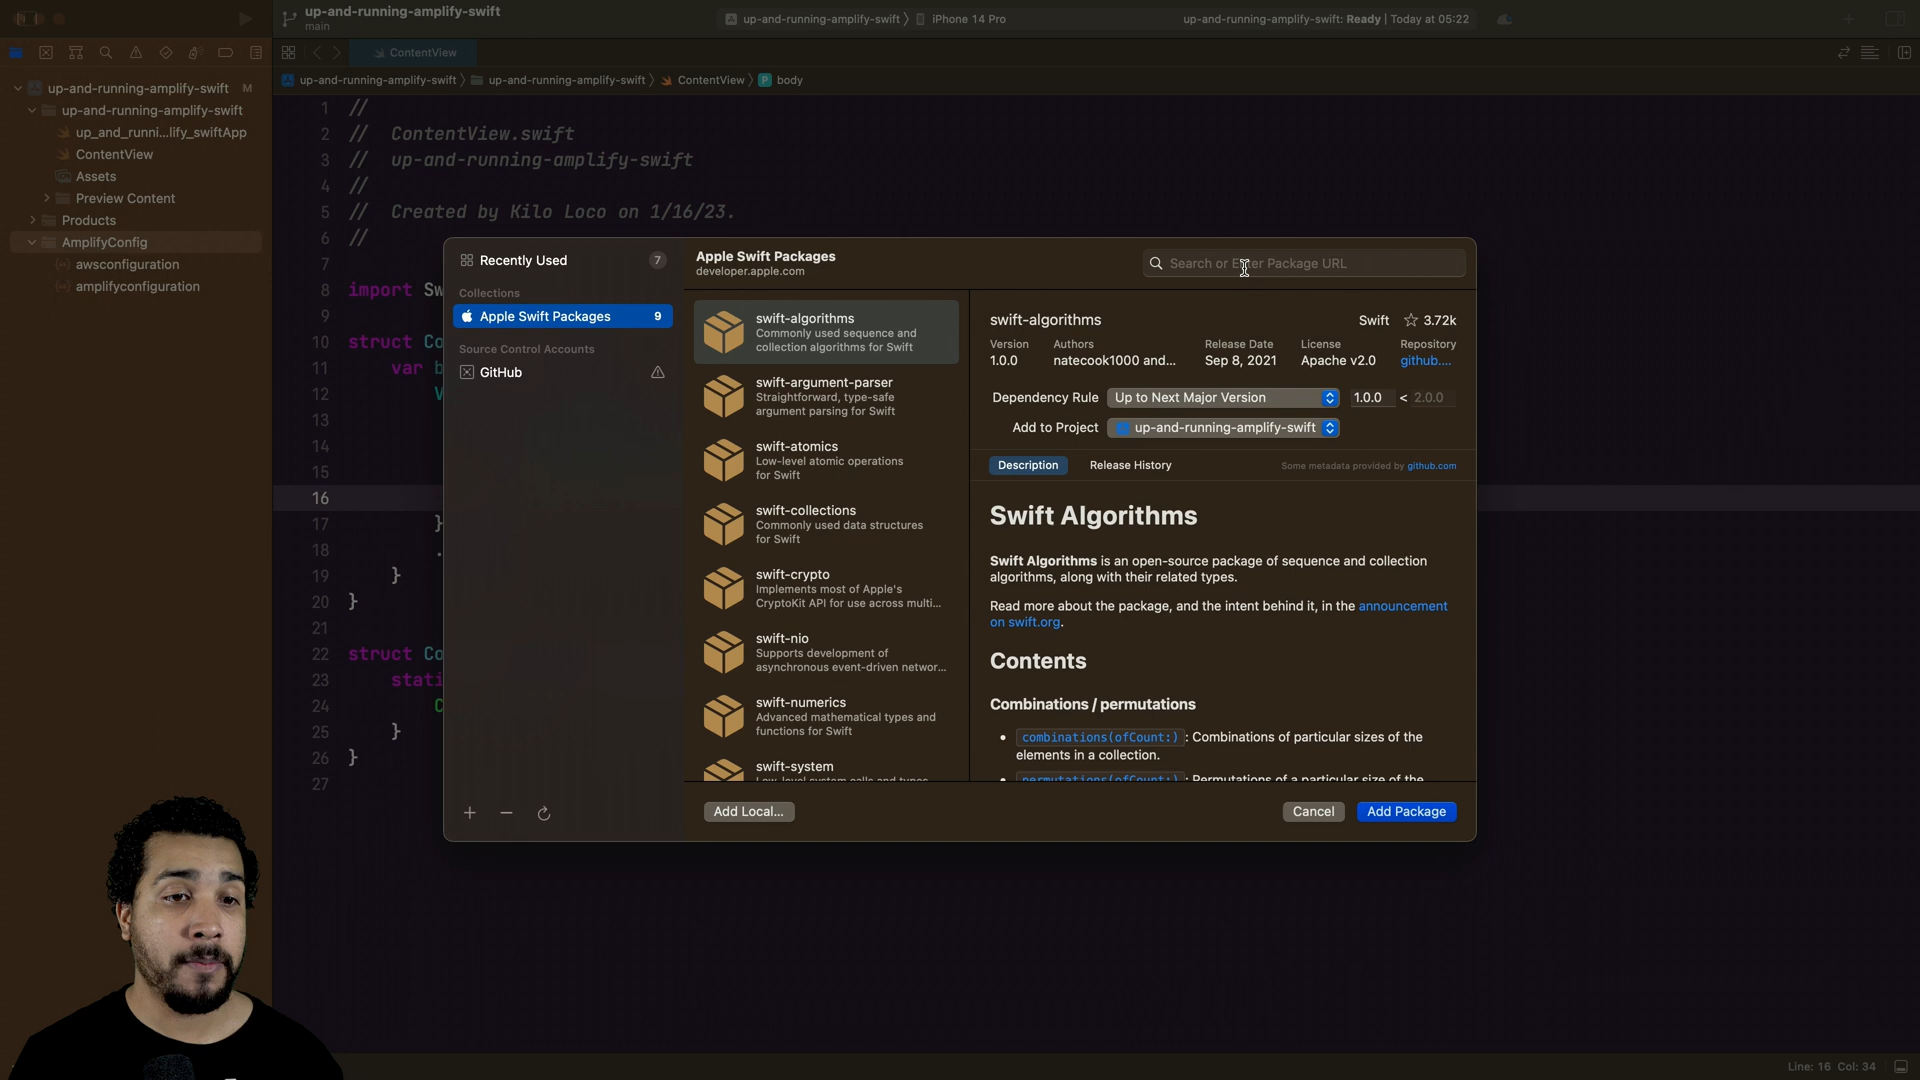 up-and-running-amplify-swift
main
up-and-running-amplify-swift
iPhone 14 Pro
up-and-running-amplify-swift: Ready | Today at 05:22
ContentView
up-and-running-amplify-swift
up-and-running-amplify-swift
ContentView
body
up-and-running-amplify-swift M
up-and-running-amplify-swift
up_and_runni...lify_swiftApp
ContentView
Assets
Preview Content
Products
AmplifyConfig
awsconfiguration
amplifyconfiguration
1 //
2 // ContentView.swift
3 // up-and-running-amplify-swift
4 //
5 // Created by Kilo Loco on 1/16/23.
6 //
7
8 import Sw
9
10 struct Co
11 var b
12 V
13
14
15
16
17 }
18 .
19 }
20 }
21
22 struct Co
23 stati
24 C
25 }
26 }
27
Recently Used 7
Collections
Apple Swift Packages 9
Source Control Accounts
GitHub
Apple Swift Packages
developer.apple.com
Search or Enter Package URL
swift-algorithms
Commonly used sequence and
collection algorithms for Swift
swift-argument-parser
Straightforward, type-safe
argument parsing for Swift
swift-atomics
Low-level atomic operations
for Swift
swift-collections
Commonly used data structures
for Swift
swift-crypto
Implements most of Apple's
CryptoKit API for use across multi...
swift-nio
Supports development of
asynchronous event-driven networ...
swift-numerics
Advanced mathematical types and
functions for Swift
swift-system
Low-level system calls and types
swift-algorithms
Swift 3.72k
Version Authors Release Date License Repository
1.0.0 natecook1000 and... Sep 8, 2021 Apache v2.0 github....
Dependency Rule Up to Next Major Version 1.0.0 < 2.0.0
Add to Project up-and-running-amplify-swift
Description Release History Some metadata provided by github.com
Swift Algorithms
Swift Algorithms is an open-source package of sequence and collection
algorithms, along with their related types.
Read more about the package, and the intent behind it, in the announcement
on swift.org.
Contents
Combinations / permutations
• combinations(ofCount:) : Combinations of particular sizes of the
elements in a collection.
• permutations(ofCount:) : Permutations of a particular size of the
Add Local...
Cancel
Add Package
Line: 16 Col: 34